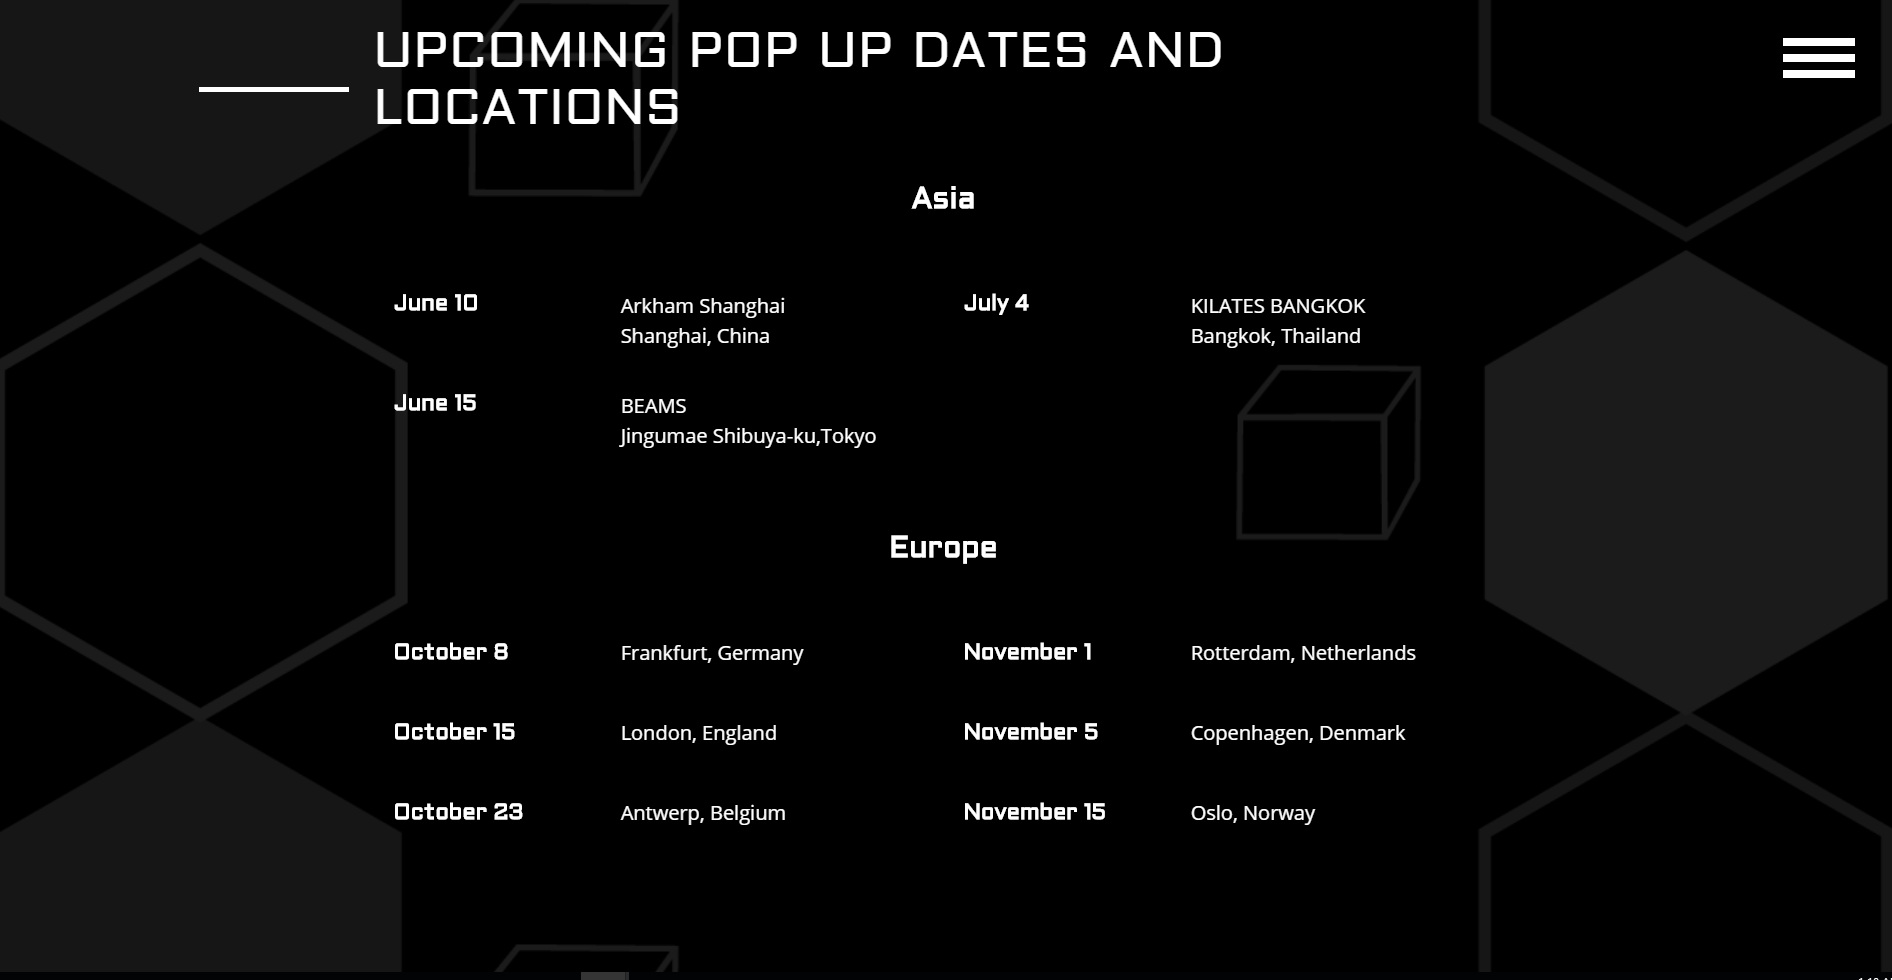 UPCOMING POP UP DATES AND
LOCATIONS
Asia
June 10
Arkham Shanghai
Shanghai, China
July 4
KILATES BANGKOK
Bangkok, Thailand
June 15
BEAMS
Jingumae Shibuya-ku,Tokyo
Europe
October 8
Frankfurt, Germany
November 1
Rotterdam, Netherlands
October 15
London, England
November 5
Copenhagen, Denmark
October 23
Antwerp, Belgium
November 15
Oslo, Norway